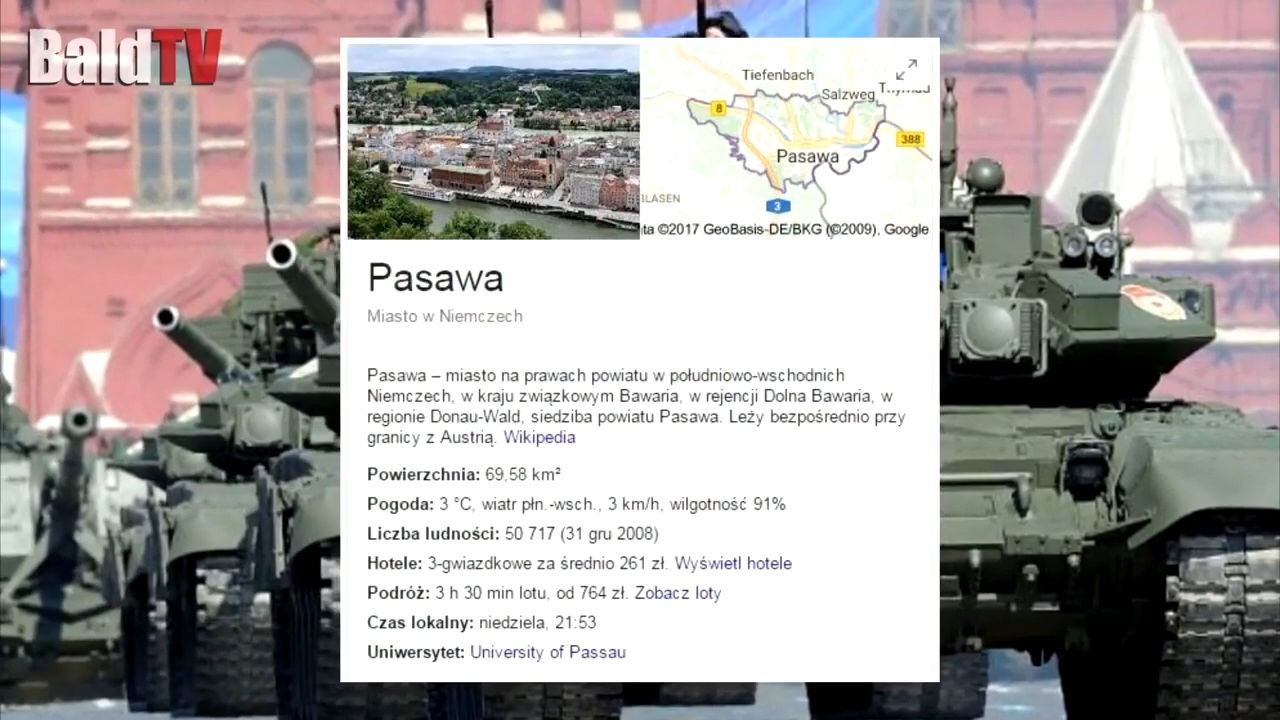 BaldTV
Tiefenbach
Salzweg
8
388
Pasawa
3
©2017 GeoBasis-DE/BKG (©2009), Google
Pasawa
Miasto w Niemczech
Pasawa – miasto na prawach powiatu w południowo-wschodnich
Niemczech, w kraju związkowym Bawaria, w rejencji Dolna Bawaria, w
regionie Donau-Wald, siedziba powiatu Pasawa. Leży bezpośrednio przy
granicy z Austrią. Wikipedia
Powierzchnia: 69,58 km²
Pogoda: 3 °C, wiatr płn.-wsch., 3 km/h, wilgotność 91%
Liczba ludności: 50 717 (31 gru 2008)
Hotele: 3-gwiazdkowe za średnio 261 zł. Wyświetl hotele
Podróż: 3 h 30 min lotu, od 764 zł. Zobacz loty
Czas lokalny: niedziela, 21:53
Uniwersytet: University of Passau